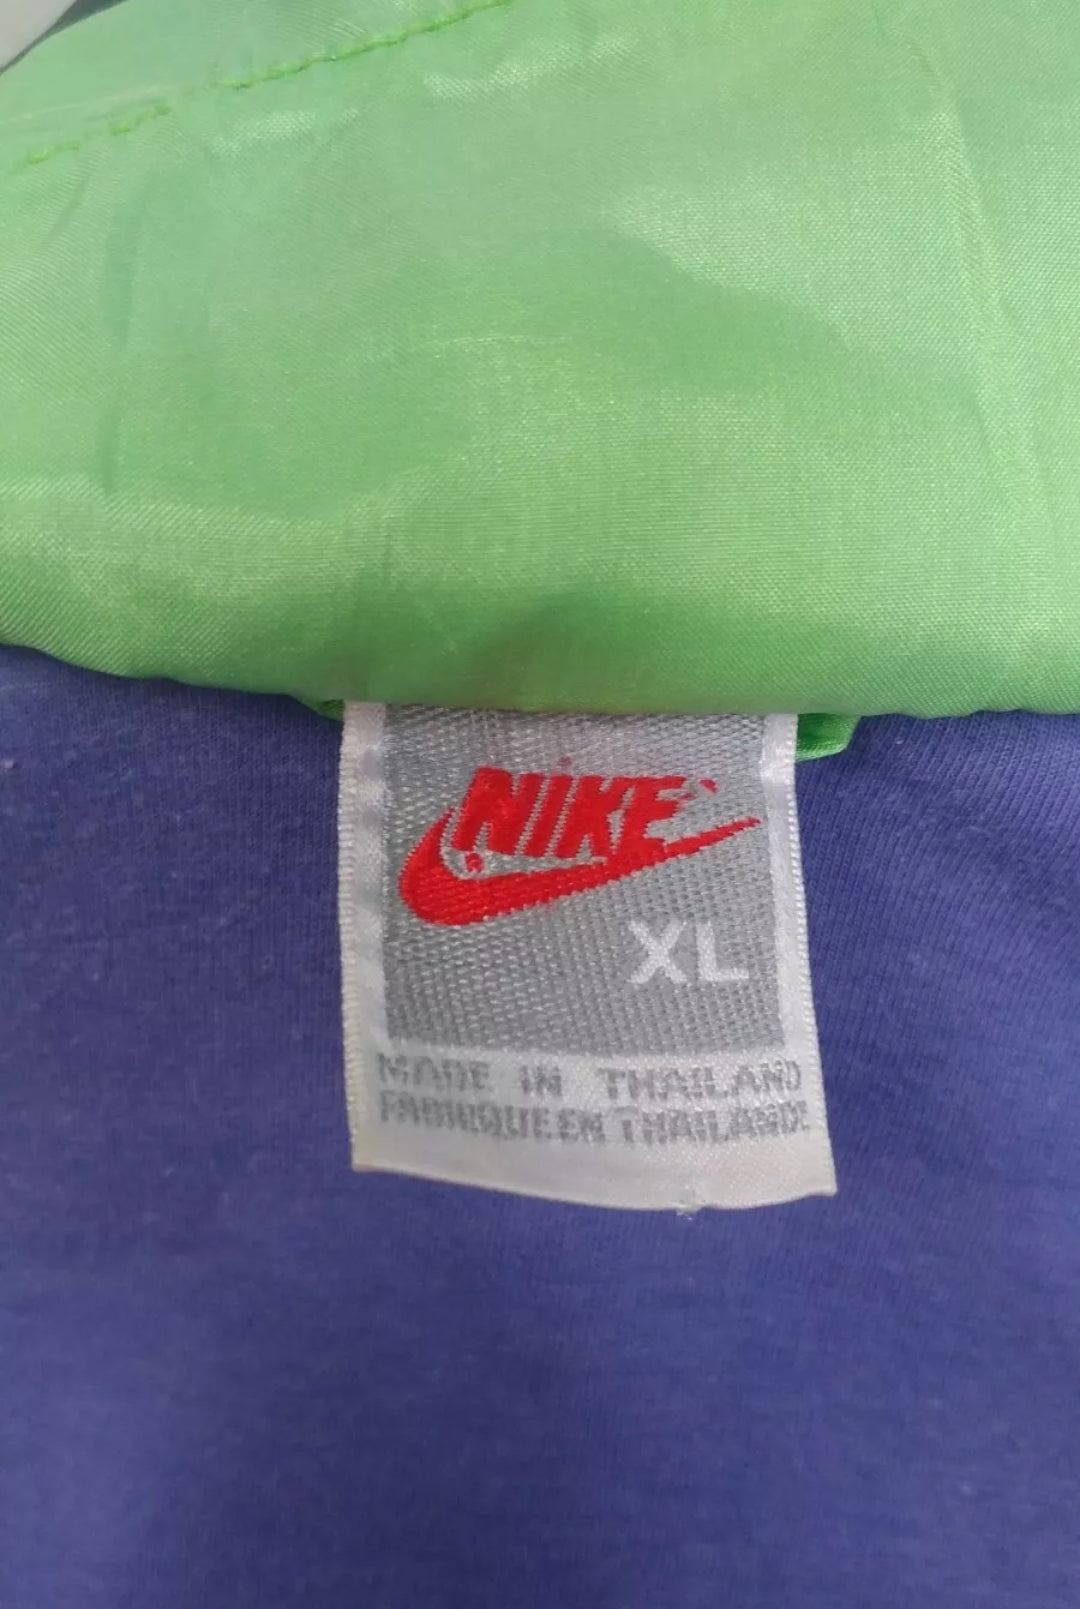 NIKE
®
XL
MADE IN THAILAND
FABRIQUE EN THAILANDE